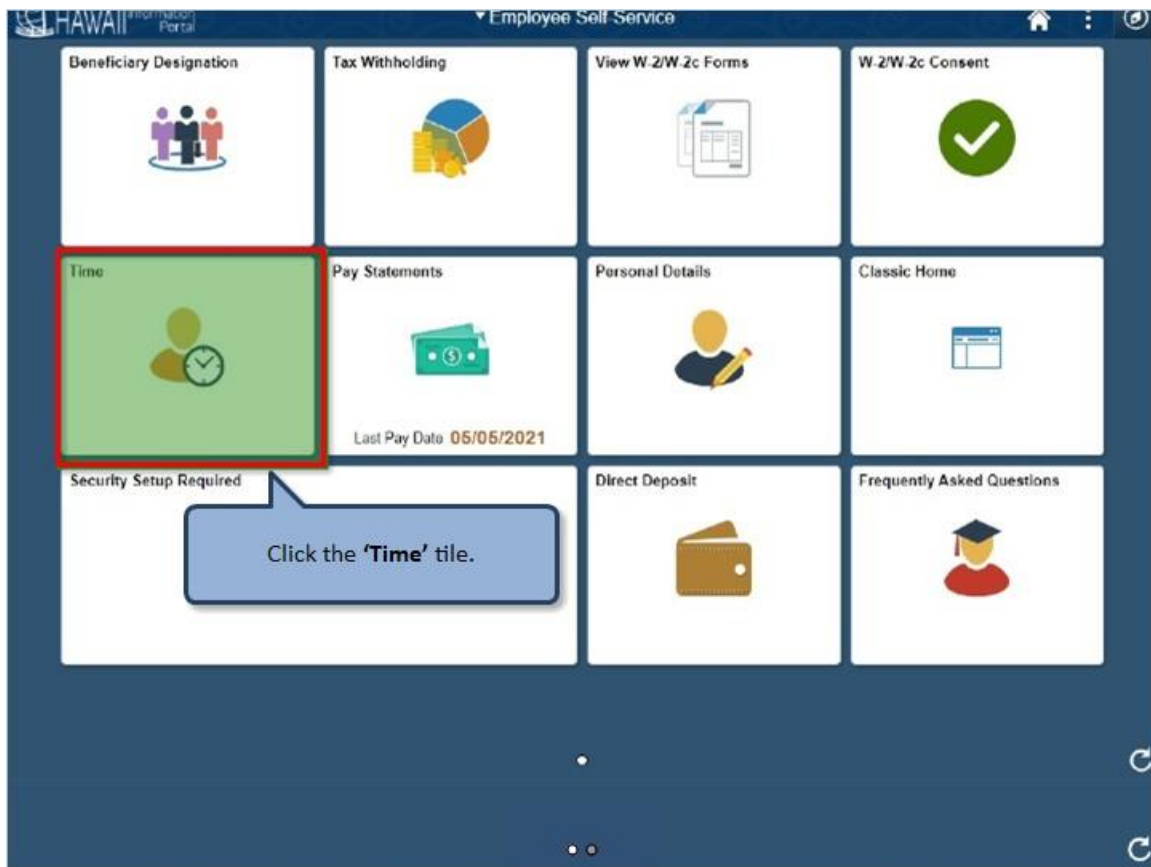 HAWAII Information
Portal
Employee Self Service
Beneficiary Designation
Tax Withholding
View W-2/W-2c Forms
W-2/W-2c Consent
Time
Pay Statements
Last Pay Date 05/05/2021
Personal Details
Classic Home
Security Setup Required
Click the ‘Time’ tile.
Direct Deposit
Frequently Asked Questions